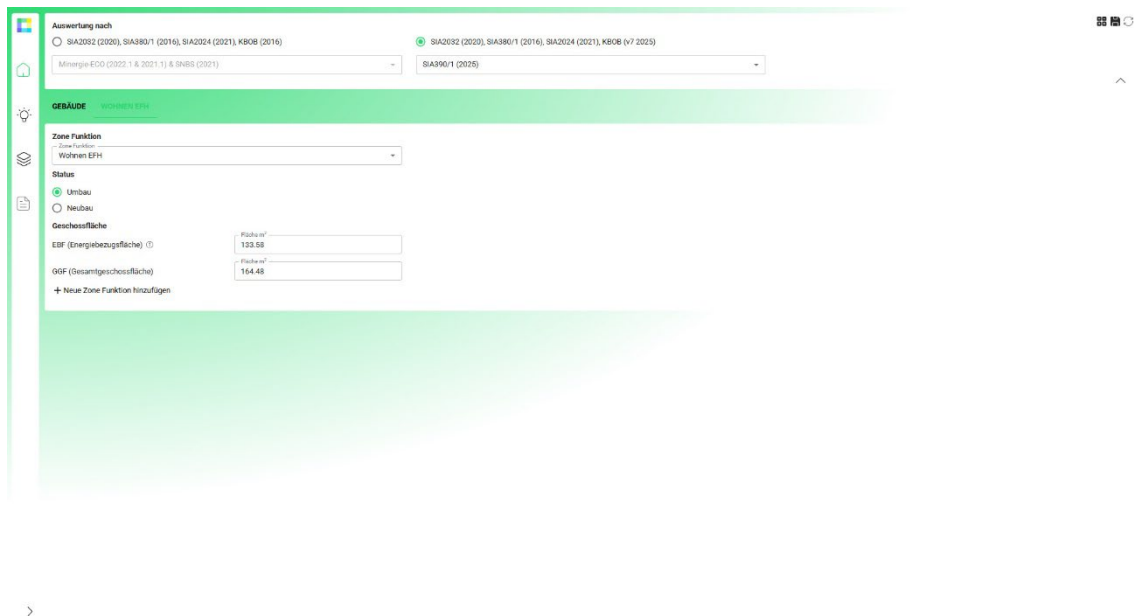 Auswertung nach
SIA2032 (2020), SIA380/1 (2016), SIA2024 (2021), KBOB (2016)
SIA2032 (2020), SIA380/1 (2016), SIA2024 (2021), KBOB (v7 2025)
Minergie-ECO (2022.1 & 2021.1) & SNBS (2021)
SIA390/1 (2025)
GEBÄUDE WOHNEN EFH
Zone Funktion
Zone Funktion
Wohnen EFH
Status
Umbau
Neubau
Geschossfläche
Fläche m²
EBF (Energiebezugsfläche) 133.58
Fläche m²
GGF (Gesamtgeschossfläche) 164.48
+ Neue Zone Funktion hinzufügen